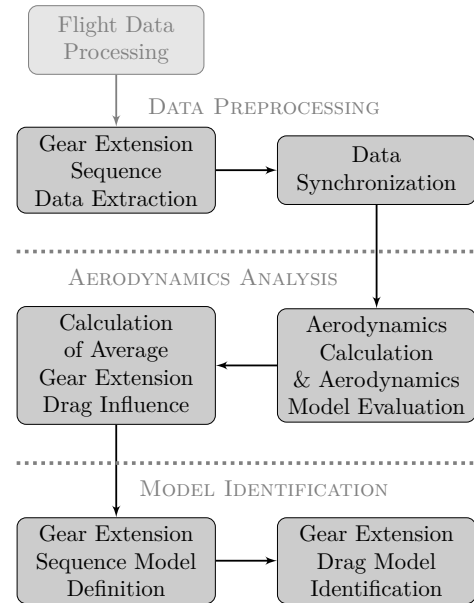 Flight Data
Processing
DATA PREPROCESSING
Gear Extension
Sequence
Data Extraction
Data
Synchronization
AERODYNAMICS ANALYSIS
Calculation
of Average
Gear Extension
Drag Influence
Aerodynamics
Calculation
& Aerodynamics
Model Evaluation
MODEL IDENTIFICATION
Gear Extension
Sequence Model
Definition
Gear Extension
Drag Model
Identification